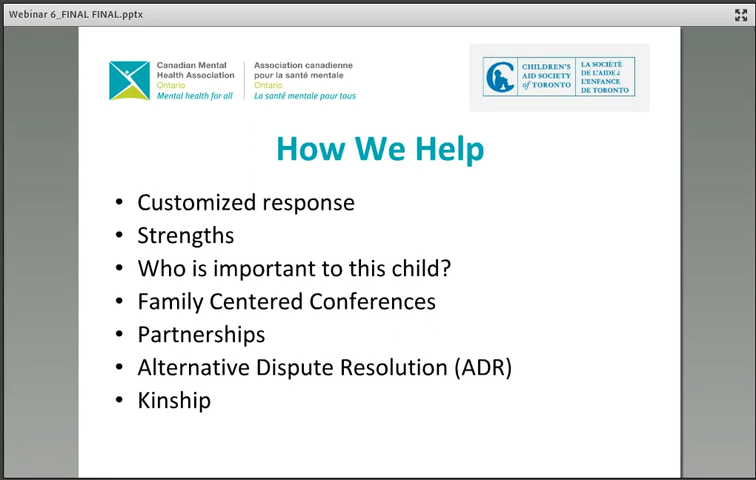 Webinar 6_FINAL FINAL.pptx
Canadian Mental
Health Association
Ontario
Mental health for all
Association canadienne
pour la santé mentale
Ontario
La santé mentale pour tous
CHILDREN'S
AID SOCIETY
of TORONTO
LA SOCIÉTÉ
DE L'AIDE à
L'ENFANCE
DE TORONTO
How We Help
• Customized response
• Strengths
• Who is important to this child?
• Family Centered Conferences
• Partnerships
• Alternative Dispute Resolution (ADR)
• Kinship